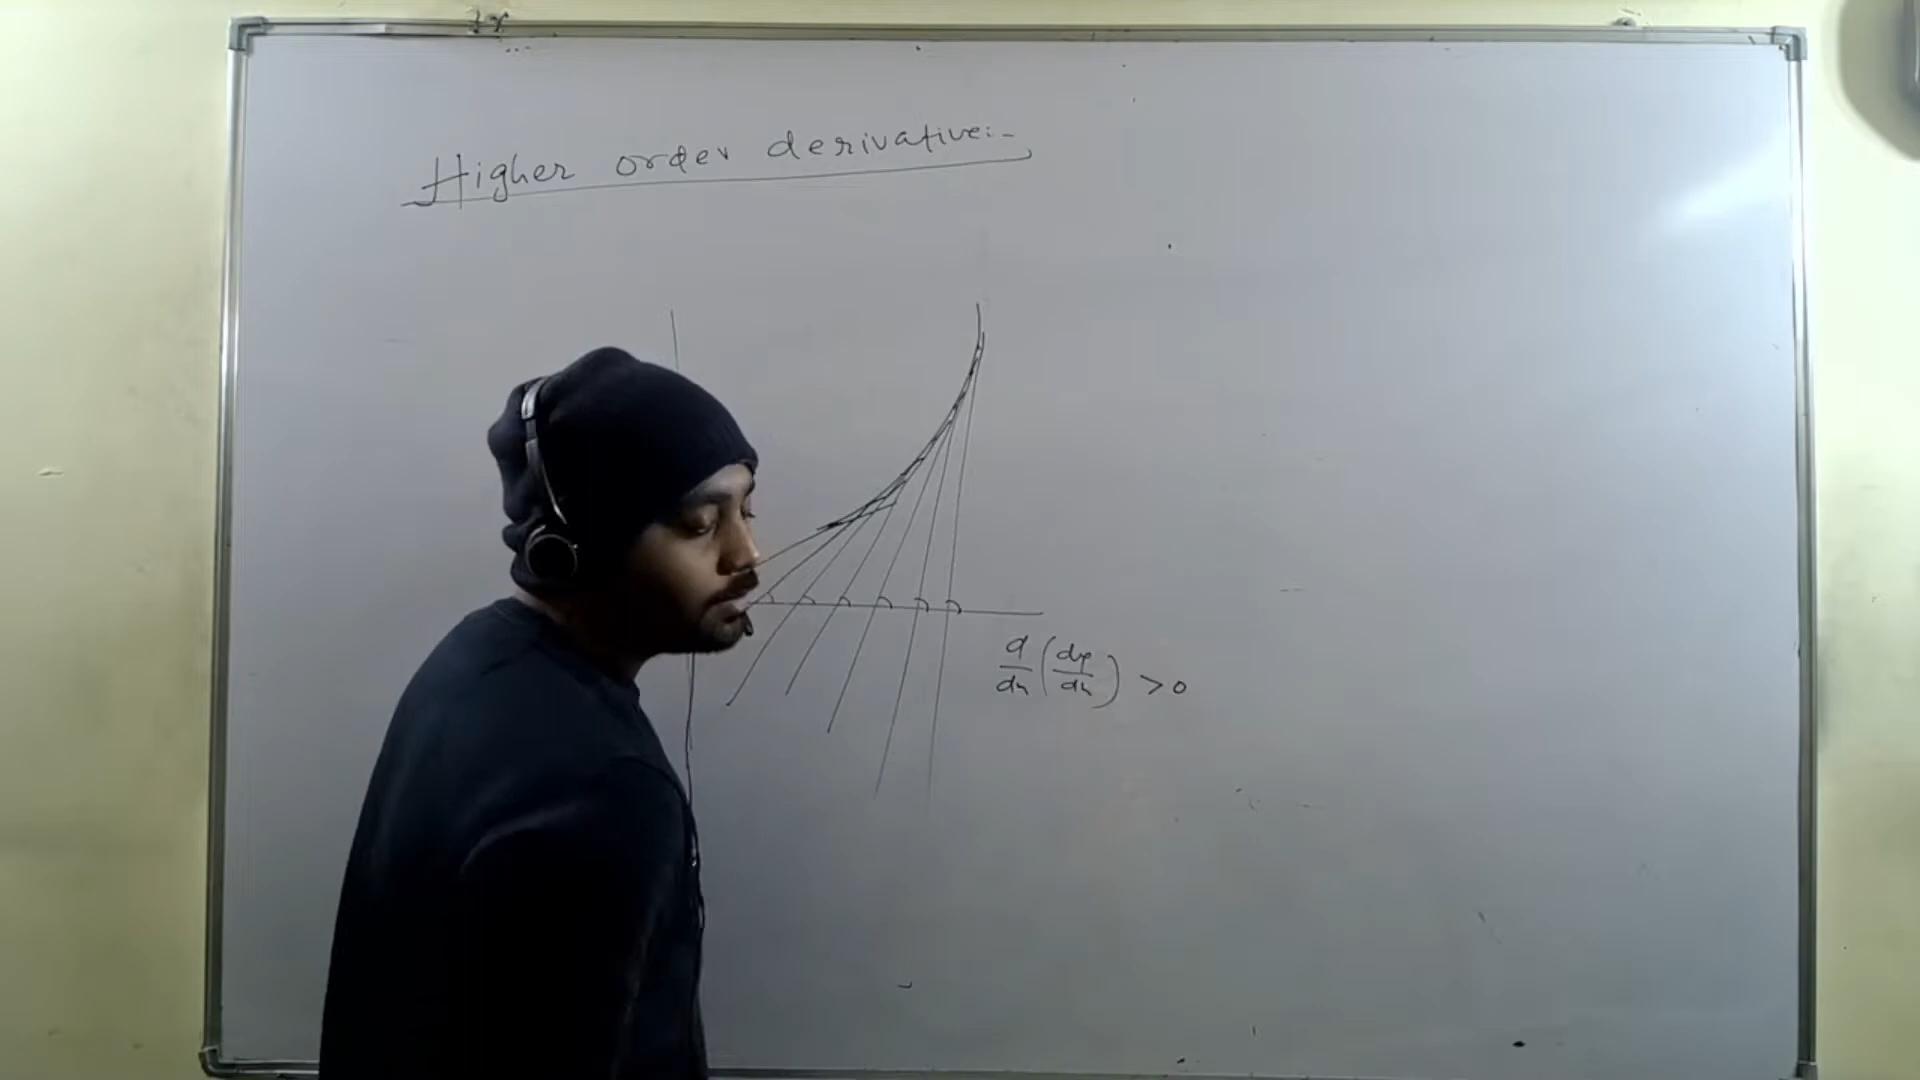 Higher order derivative:-
d/dx (dy/dx) > 0